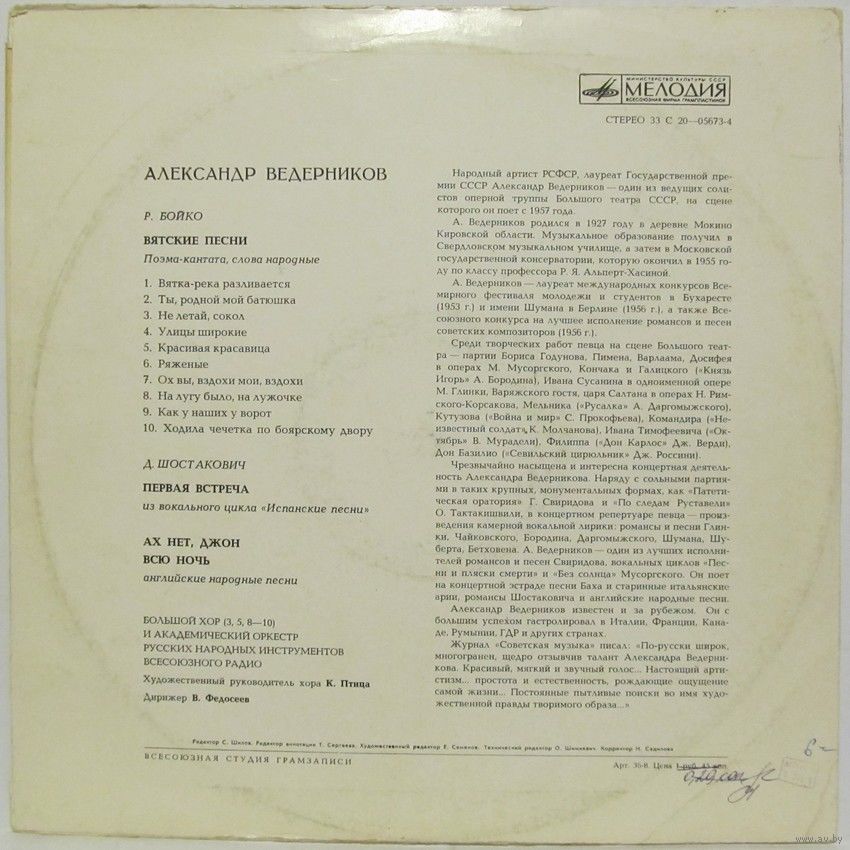 МИНИСТЕРСТВО КУЛЬТУРЫ СССР
МЕЛОДИЯ
ВСЕСОЮЗНАЯ ФИРМА ГРАМПЛАСТИНОК
СТЕРЕО 33 С 20—05673-4
АЛЕКСАНДР ВЕДЕРНИКОВ
Р. БОЙКО
ВЯТСКИЕ ПЕСНИ
Поэма-кантата, слова народные
1. Вятка-река разливается
2. Ты, родной мой батюшка
3. Не летай, сокол
4. Улицы широкие
5. Красивая красавица
6. Ряженые
7. Ох вы, вздохи мои, вздохи
8. На лугу было, на лужочке
9. Как у наших у ворот
10. Ходила чечетка по боярскому двору
Д. ШОСТАКОВИЧ
ПЕРВАЯ ВСТРЕЧА
из вокального цикла «Испанские песни»
АХ НЕТ, ДЖОН
ВСЮ НОЧЬ
английские народные песни
БОЛЬШОЙ ХОР (3, 5, 8—10)
И АКАДЕМИЧЕСКИЙ ОРКЕСТР
РУССКИХ НАРОДНЫХ ИНСТРУМЕНТОВ
ВСЕСОЮЗНОГО РАДИО
Художественный руководитель хора К. Птица
Дирижер В. Федосеев
Народный артист РСФСР, лауреат Государственной пре-
мии СССР Александр Ведерников — один из ведущих соли-
стов оперной труппы Большого театра СССР, на сцене
которого он поет с 1957 года.
А. Ведерников родился в 1927 году в деревне Мокино
Кировской области. Музыкальное образование получил в
Свердловском музыкальном училище, а затем в Московской
государственной консерватории, которую окончил в 1955 го-
ду по классу профессора Р. Я. Альперт-Хасиной.
А. Ведерников — лауреат международных конкурсов Все-
мирного фестиваля молодежи и студентов в Бухаресте
(1953 г.) и имени Шумана в Берлине (1956 г.), а также Все-
союзного конкурса на лучшее исполнение романсов и песен
советских композиторов (1956 г.).
Среди творческих работ певца на сцене Большого теат-
ра — партии Бориса Годунова, Пимена, Варлаама, Досифея
в операх М. Мусоргского, Кончака и Галицкого («Князь
Игорь» А. Бородина), Ивана Сусанина в одноименной опере
М. Глинки, Варяжского гостя, царя Салтана в операх Н. Рим-
ского-Корсакова, Мельника («Русалка» А. Даргомыжского),
Кутузова («Война и мир» С. Прокофьева), Командира («Не-
известный солдат» К. Молчанова), Ивана Тимофеевича («Ок-
тябрь» В. Мурадели), Филиппа («Дон Карлос» Дж. Верди),
Дон Базилио («Севильский цирюльник» Дж. Россини).
Чрезвычайно насыщена и интересна концертная деятель-
ность Александра Ведерникова. Наряду с сольными партия-
ми в таких крупных, монументальных формах, как «Патети-
ческая оратория» Г. Свиридова и «По следам Руставели»
О. Тактакишвили, в концертном репертуаре певца — произ-
ведения камерной вокальной лирики: романсы и песни Глин-
ки, Чайковского, Бородина, Даргомыжского, Шумана, Шу-
берта, Бетховена. А. Ведерников — один из лучших исполни-
телей романсов и песен Свиридова, вокальных циклов «Пес-
ни и пляски смерти» и «Без солнца» Мусоргского. Он поет
на концертной эстраде песни Баха и старинные итальянские
арии, романсы Шостаковича и английские народные песни.
Александр Ведерников известен и за рубежом. Он с
большим успехом гастролировал в Италии, Франции, Кана-
де, Румынии, ГДР и других странах.
Журнал «Советская музыка» писал: «По-русски широк,
многогранен, щедро отзывчив талант Александра Ведерни-
кова. Красивый, мягкий и звучный голос... Настоящий арти-
стизм... простота и естественность, рождающие ощущение
самой жизни... Постоянные пытливые поиски во имя худо-
жественной правды творимого образа...»
Редактор С. Шилов. Редактор аннотации Т. Сергеева. Художественный редактор Е. Семенов. Технический редактор О. Шинкевич. Корректор Н. Садилова
ВСЕСОЮЗНАЯ СТУДИЯ ГРАМЗАПИСИ
Арт. 36-8. Цена 1 руб. 45 коп.
6-
www.ay.by